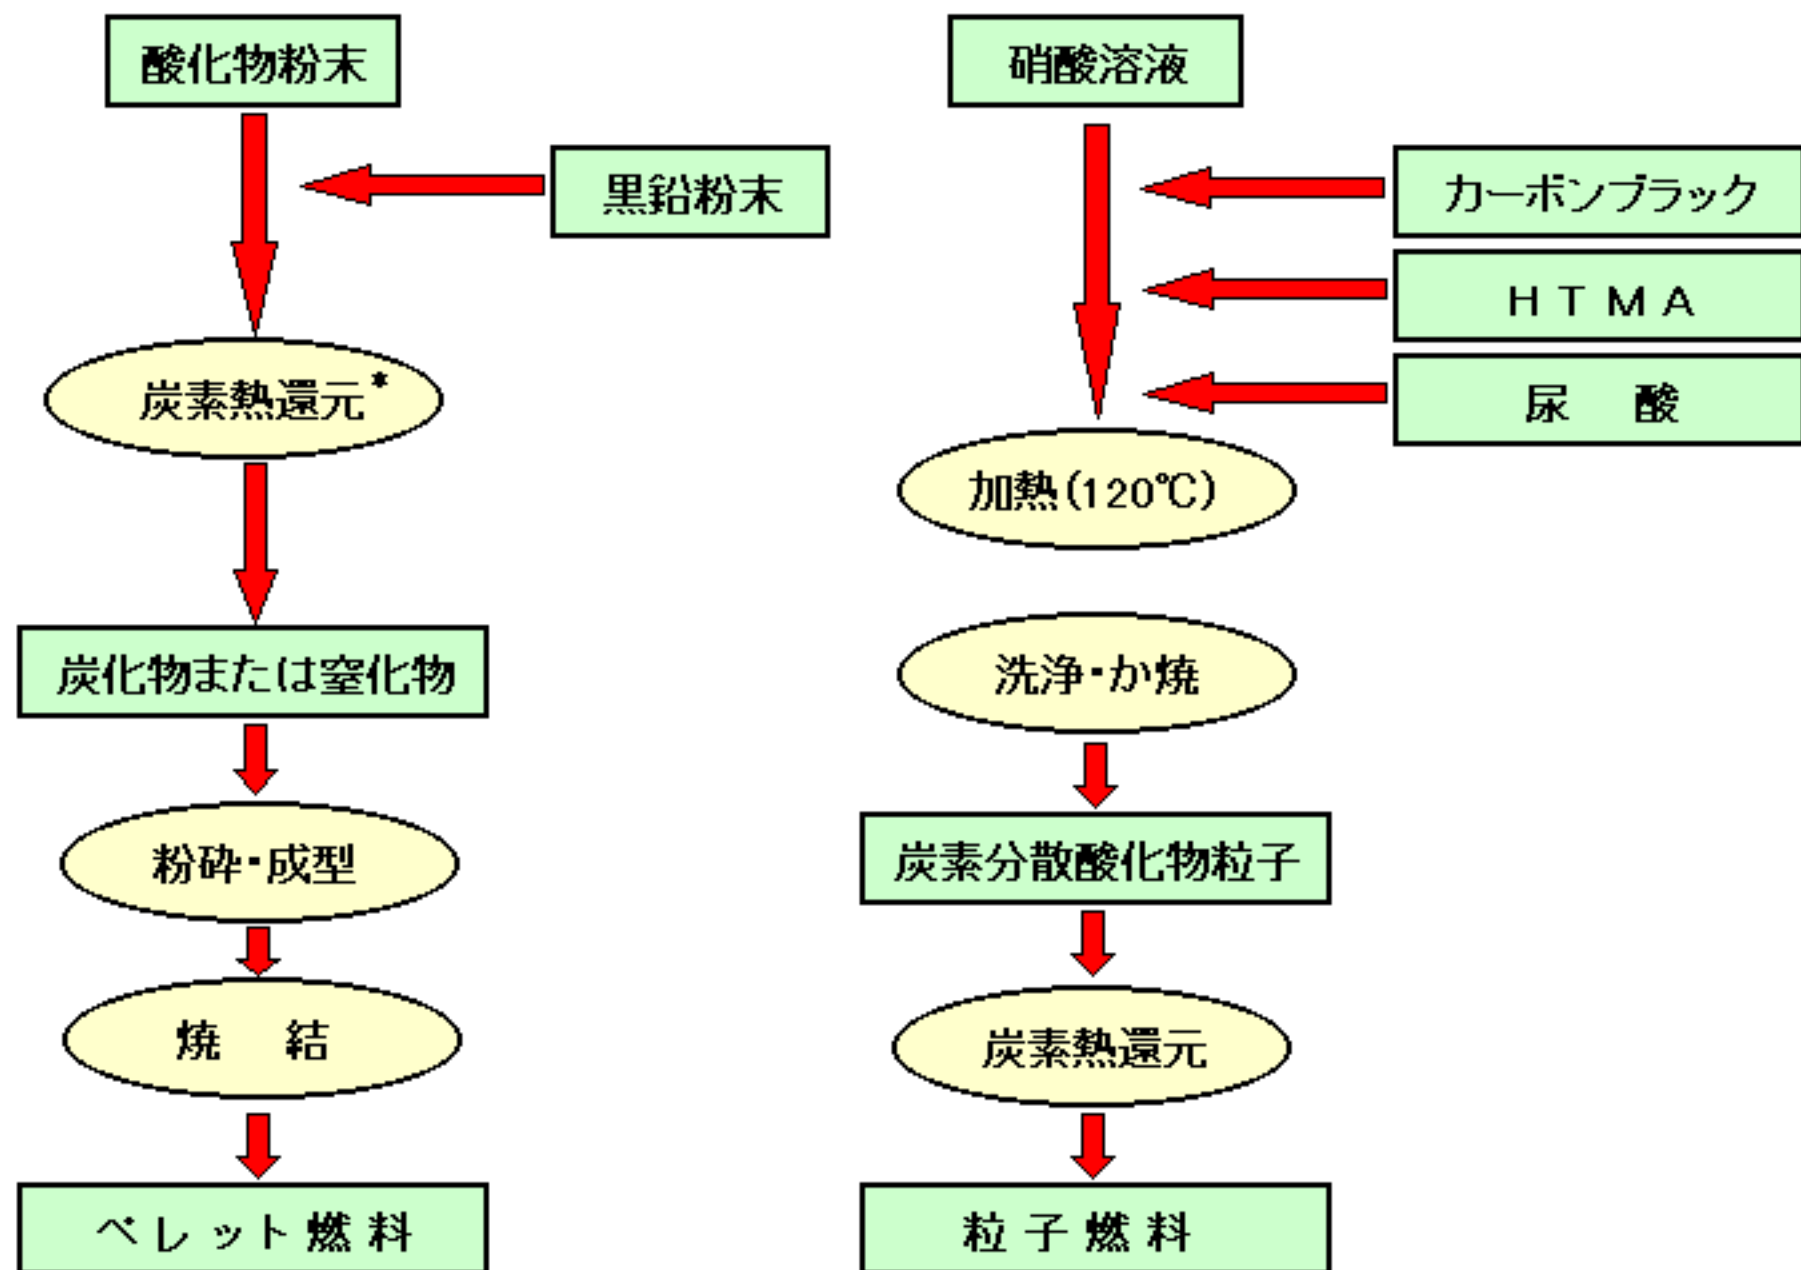 酸化物粉末
黒鉛粉末
炭素熱還元*
炭化物または窒化物
粉砕・成型
焼 結
ペレット燃料
硝酸溶液
カーボンブラック
HTMA
尿 酸
加熱(120℃)
洗浄・か焼
炭素分散酸化物粒子
炭素熱還元
粒子燃料